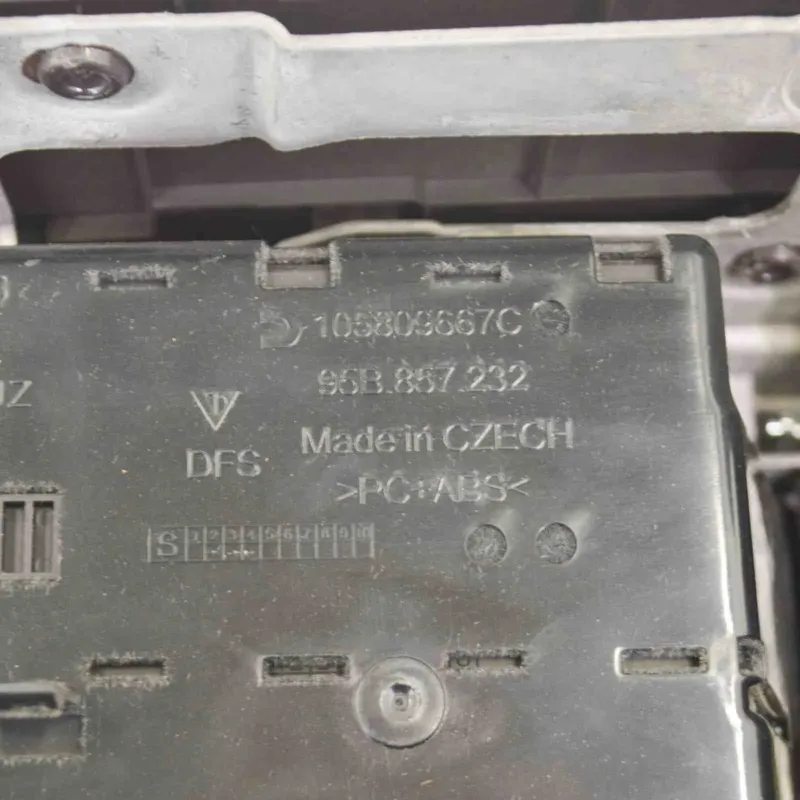 105809667C
95B.857.232
JZ
DFS
Made in CZECH
>PC+ABS<
S 1 2 3 4 5 6 7 8 9 10